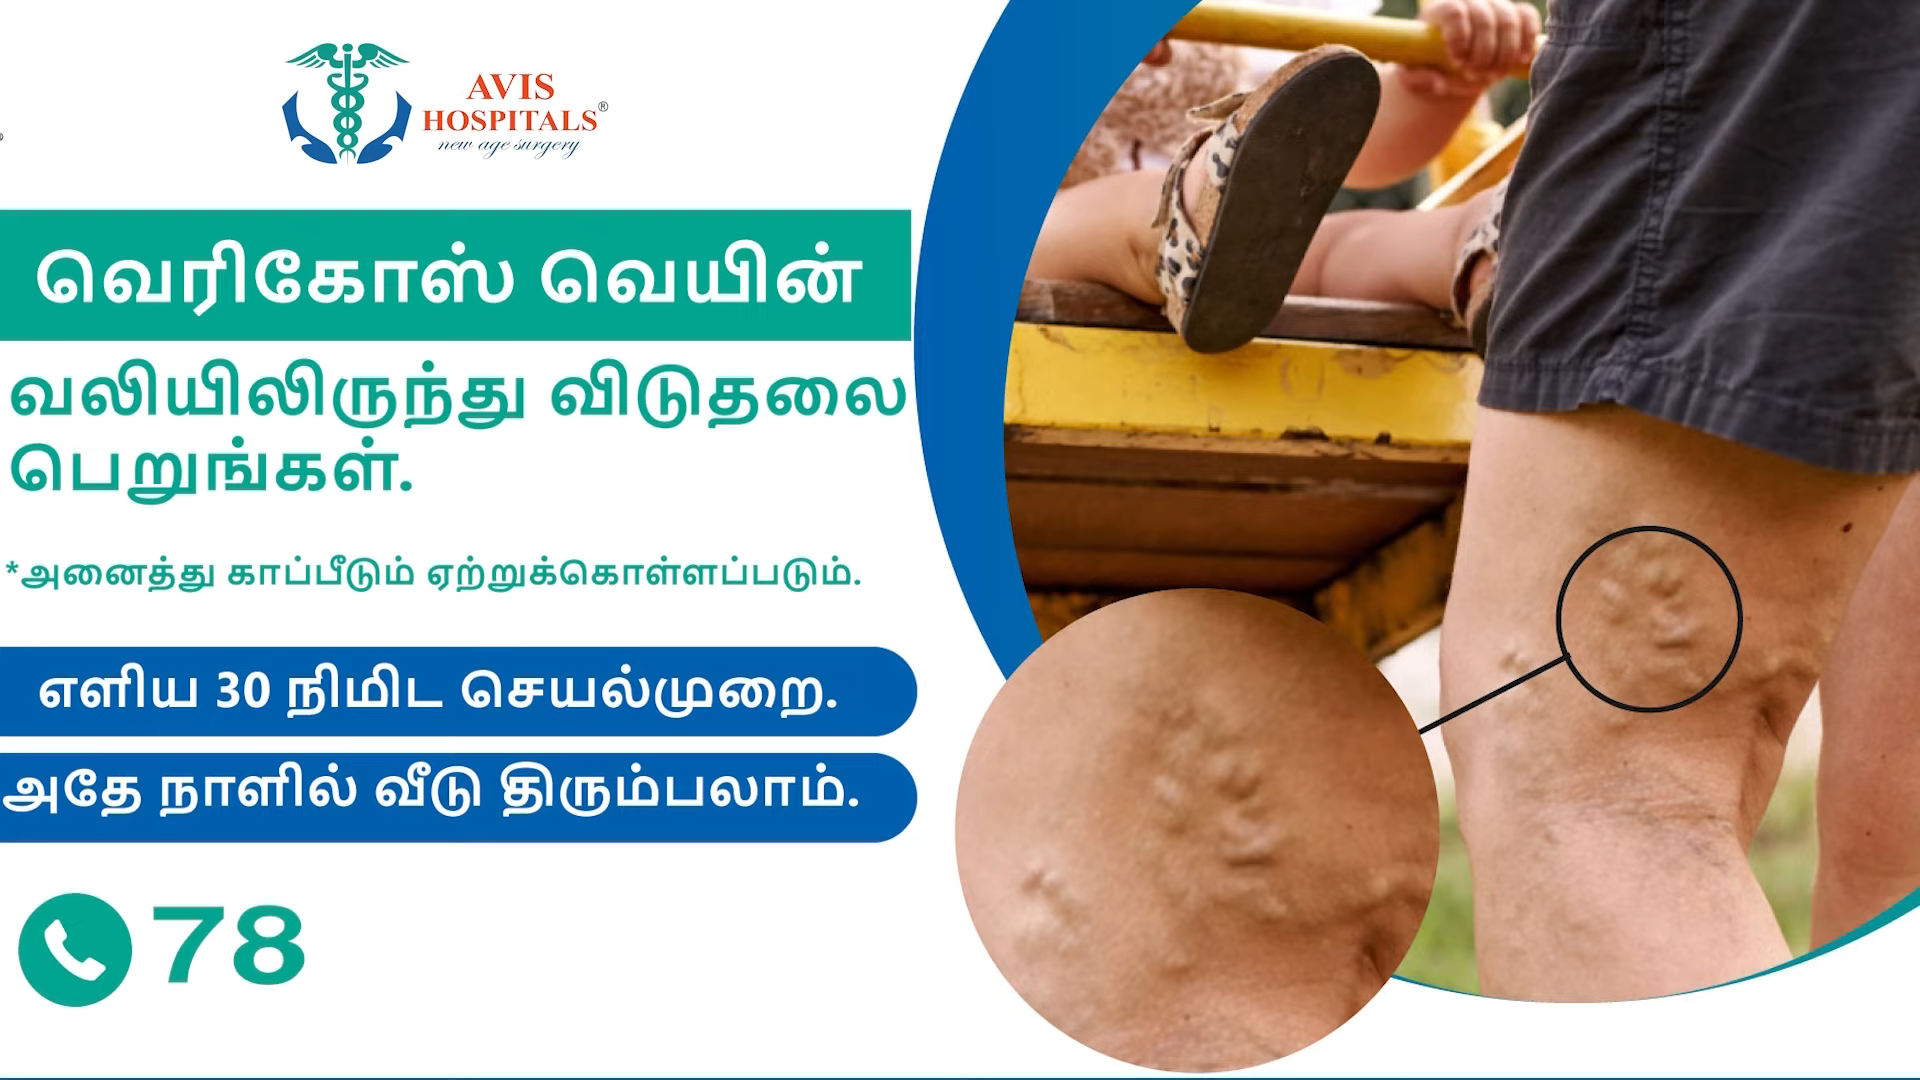 AVIS
HOSPITALS®
new age surgery
வெரிகோஸ் வெயின்
வலியிலிருந்து விடுதலை
பெறுங்கள்.
*அனைத்து காப்பீடும் ஏற்றுக்கொள்ளப்படும்.
எளிய 30 நிமிட செயல்முறை.
அதே நாளில் வீடு திரும்பலாம்.
78